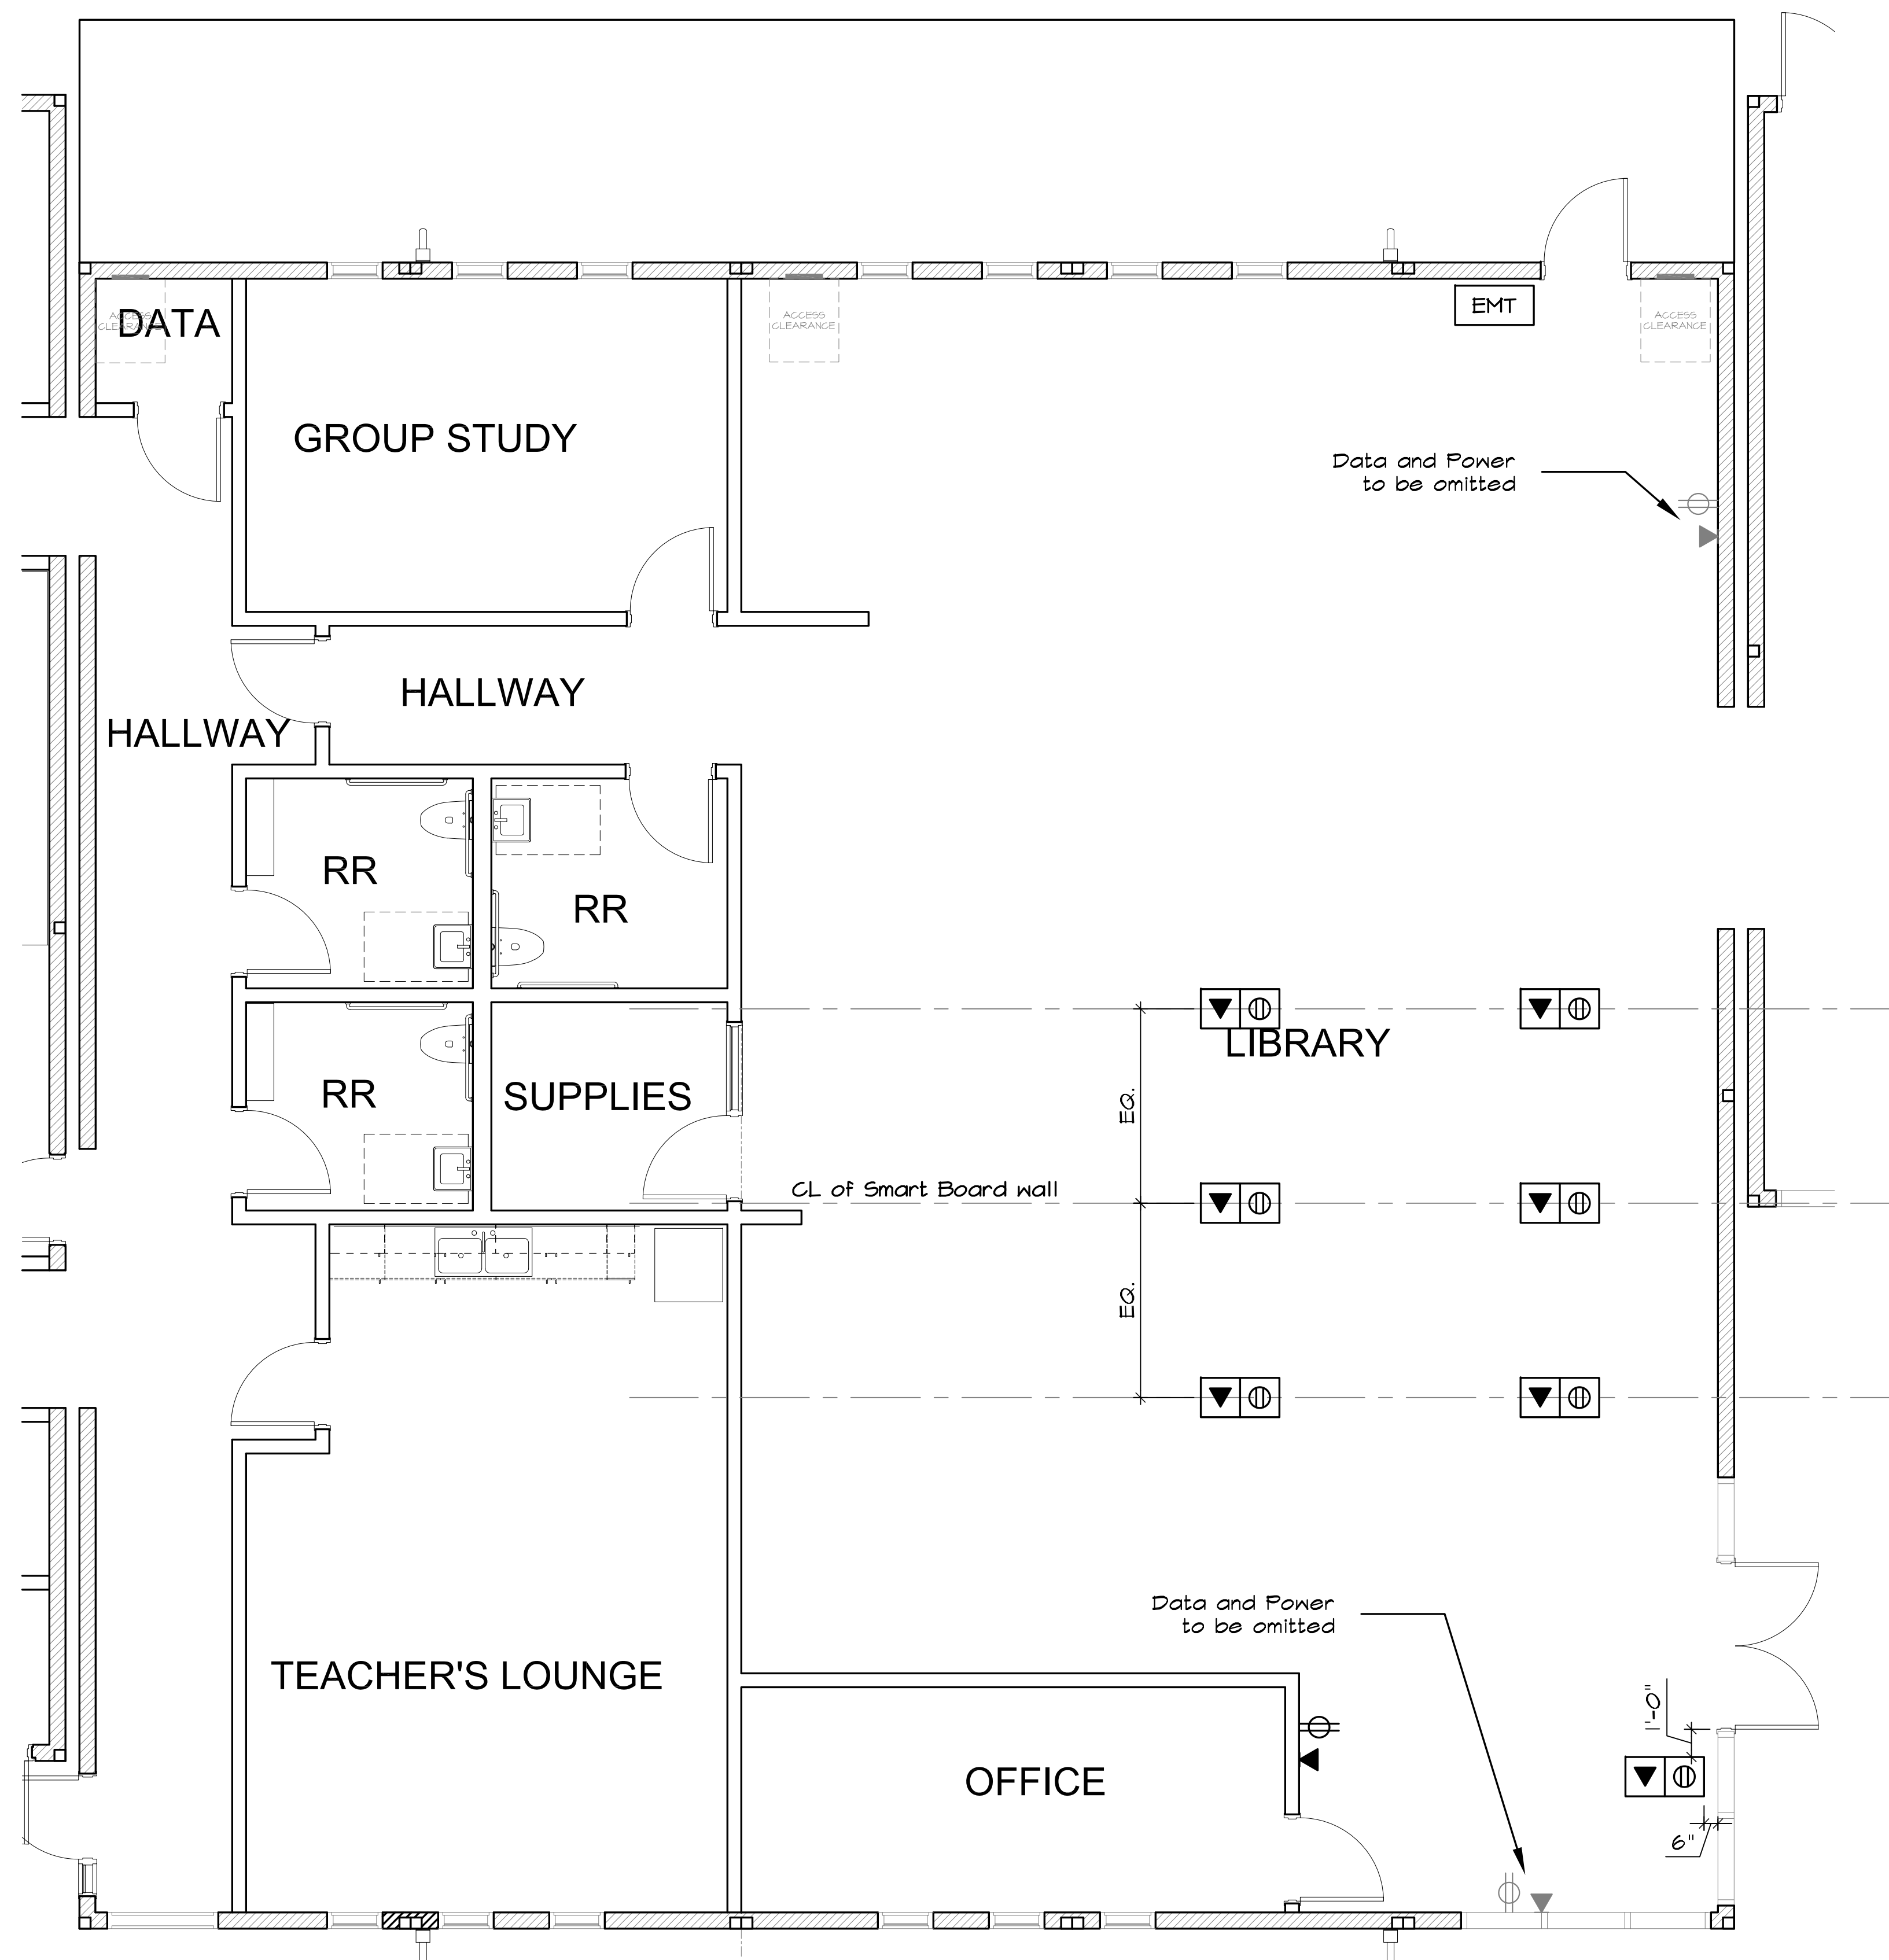 DATA
ACCESS
CLEARANCE
ACCESS
CLEARANCE
EMT
ACCESS
CLEARANCE
GROUP STUDY
Data and Power
to be omitted
HALLWAY
HALLWAY
RR
RR
LIBRARY
RR
SUPPLIES
EQ.
CL of Smart Board wall
EQ.
Data and Power
to be omitted
TEACHER'S LOUNGE
1'-0"
OFFICE
6"